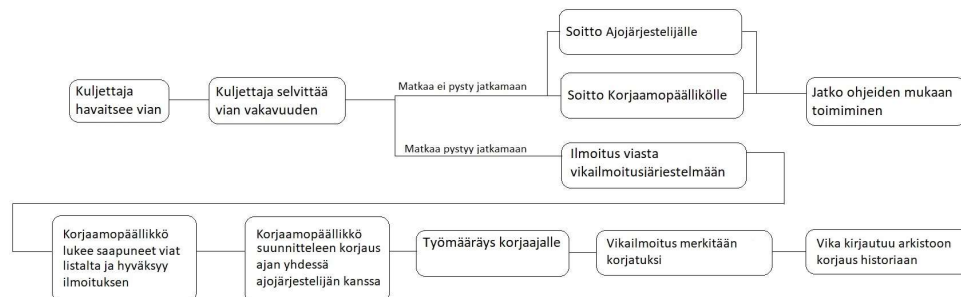 Kuljettaja
havaitsee vian
Kuljettaja selvittää
vian vakavuuden
Matkaa ei pysty jatkamaan
Soitto Ajojärjestelijälle
Soitto Korjaamopäällikölle
Jatko ohjeiden mukaan
toimiminen
Matkaa pystyy jatkamaan
Ilmoitus viasta
vikailmoitusjärjestelmään
Korjaamopäällikkö
lukee saapuneet viat
listalta ja hyväksyy
ilmoituksen
Korjaamopäällikkö
suunnitteleen korjaus
ajan yhdessä
ajojärjestelijän kanssa
Työmääräys korjaajalle
Vikailmoitus merkitään
korjatuksi
Vika kirjautuu arkistoon
korjaus historiaan